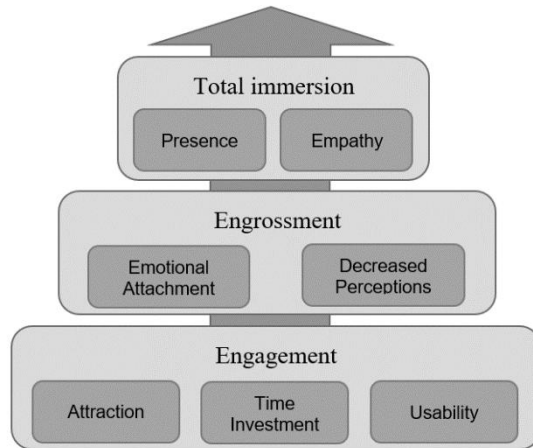 Total immersion
Presence
Empathy
Engrossment
Emotional
Attachment
Decreased
Perceptions
Engagement
Attraction
Time
Investment
Usability